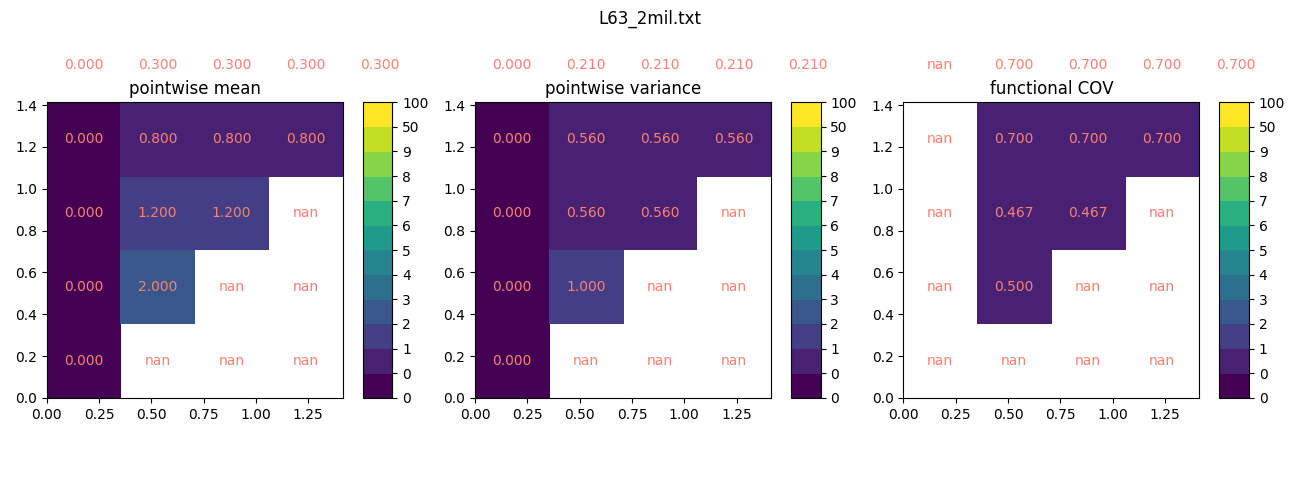 L63_2mil.txt
0.000 0.300 0.300 0.300 0.300
pointwise mean
1.4 0.000 0.800 0.800 0.800
1.2
1.0 0.000 1.200 1.200 nan
0.8
0.6 0.000 2.000 nan nan
0.4
0.2 0.000 nan nan nan
0.0
0.00 0.25 0.50 0.75 1.00 1.25
100
50
9
8
7
6
5
4
3
2
1
0
0
0.000 0.210 0.210 0.210 0.210
pointwise variance
1.4 0.000 0.560 0.560 0.560
1.2
1.0 0.000 0.560 0.560 nan
0.8
0.6 0.000 1.000 nan nan
0.4
0.2 0.000 nan nan nan
0.0
0.00 0.25 0.50 0.75 1.00 1.25
100
50
9
8
7
6
5
4
3
2
1
0
0
nan 0.700 0.700 0.700 0.700
functional COV
1.4 nan 0.700 0.700 0.700
1.2
1.0 nan 0.467 0.467 nan
0.8
0.6 nan 0.500 nan nan
0.4
0.2 nan nan nan nan
0.0
0.00 0.25 0.50 0.75 1.00 1.25
100
50
9
8
7
6
5
4
3
2
1
0
0